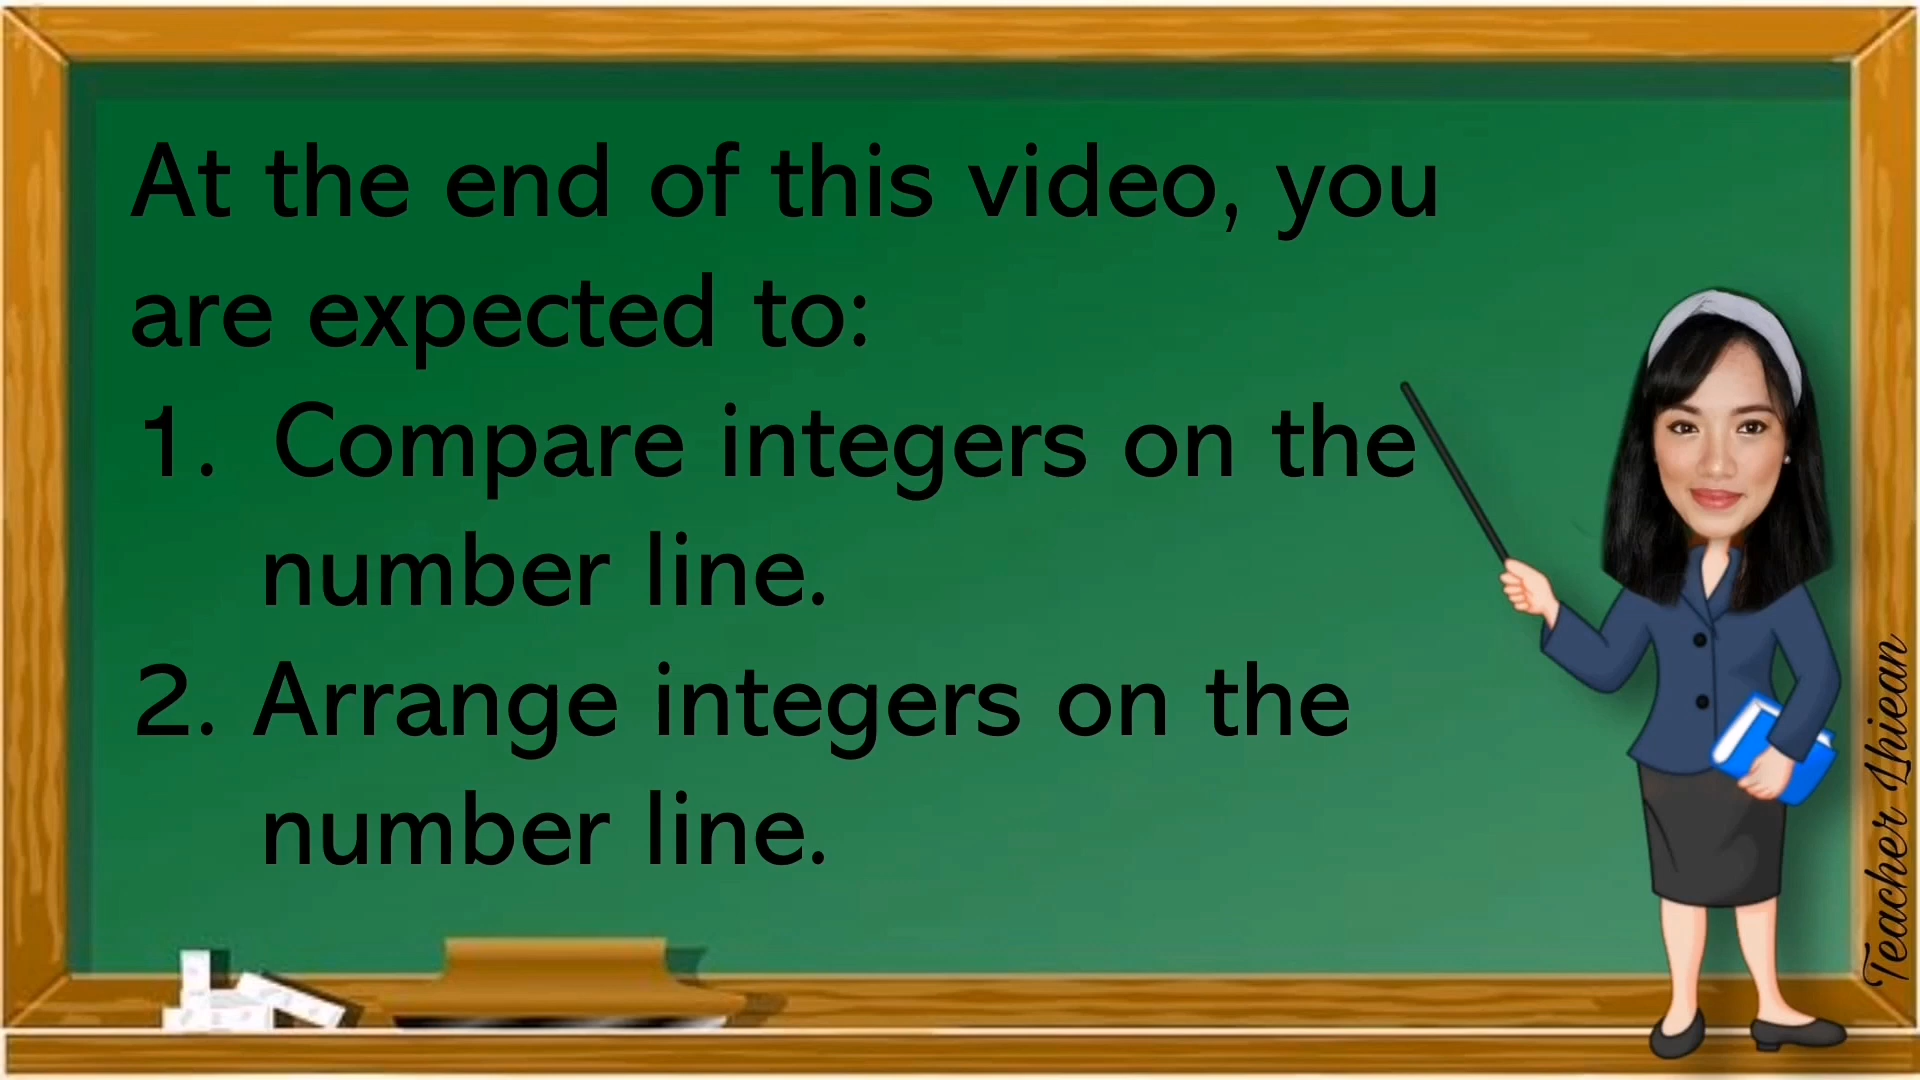 At the end of this video, you
are expected to:
1. Compare integers on the
number line.
2. Arrange integers on the
number line.
Teacher Lhiean